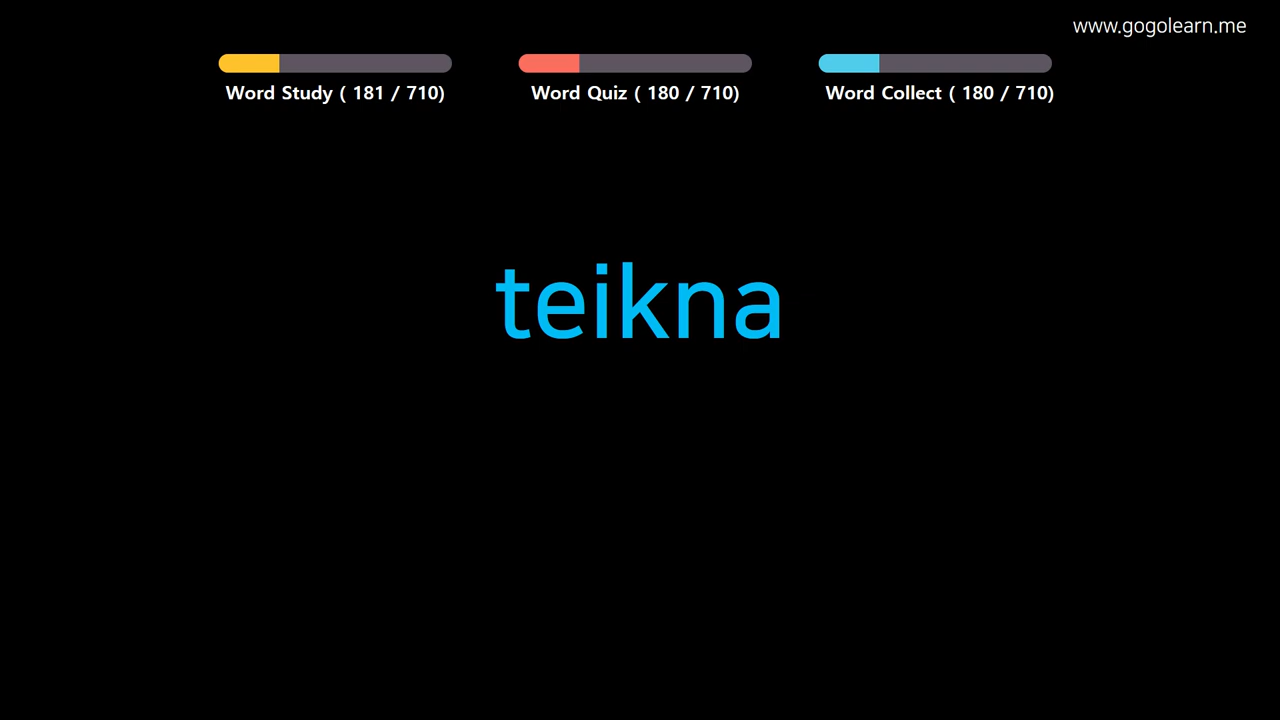 www.gogolearn.me
Word Study ( 181 / 710)
Word Quiz ( 180 / 710)
Word Collect ( 180 / 710)
teikna